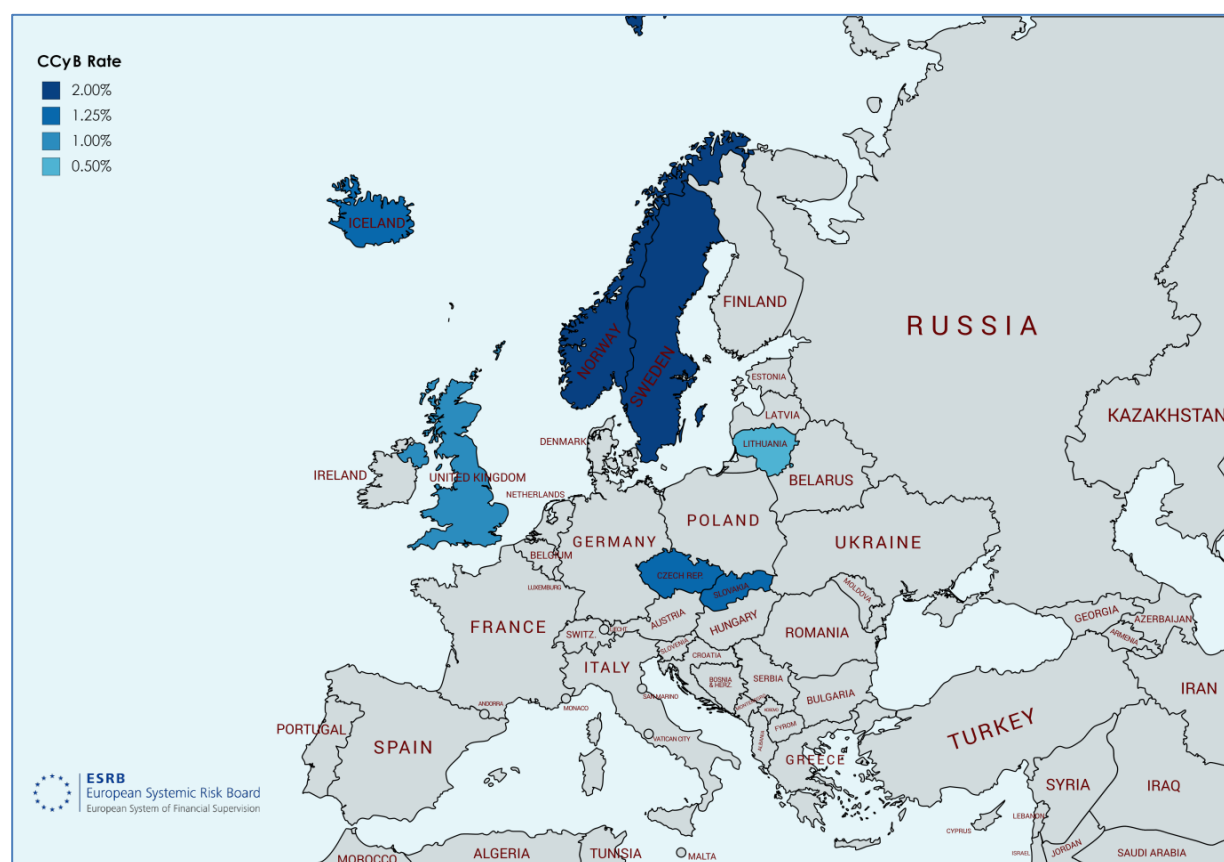 CCyB Rate
2.00%
1.25%
1.00%
0.50%
ICELAND
NORWAY
SWEDEN
FINLAND
RUSSIA
ESTONIA
LATVIA
LITHUANIA
KAZAKHSTAN
DENMARK
IRELAND
UNITED KINGDOM
NETHERLANDS
BELARUS
POLAND
GERMANY
UKRAINE
BELGIUM
LUXEMBURG
CZECH REP.
SLOVAKIA
MOLDOVA
FRANCE
SWITZ.
LIECHT.
AUSTRIA
HUNGARY
ROMANIA
GEORGIA
AZERBAIJAN
ARMENIA
SLOVENIA
CROATIA
ITALY
BOSNIA
& HERZ.
SERBIA
SAN MARINO
MONTENEGRO
KOSOVO
BULGARIA
IRAN
ANDORRA
MONACO
PORTUGAL
SPAIN
VATICAN CITY
ALBANIA
FYROM
GREECE
TURKEY
SYRIA
IRAQ
ESRB
European Systemic Risk Board
European System of Financial Supervision
LEBANON
CYPRUS
MOROCCO
ALGERIA
TUNISIA
MALTA
ISRAEL
JORDAN
SAUDI ARABIA